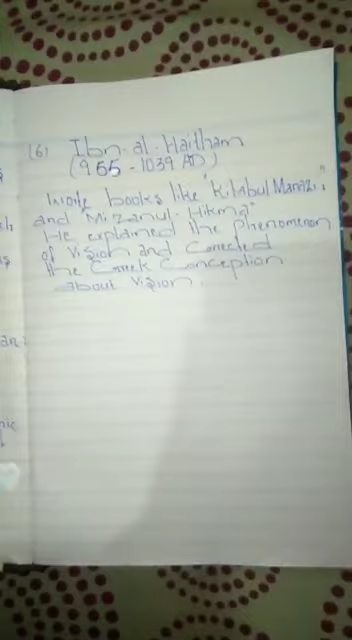 (6) Ibn-al-Haitham
(965 - 1039 AD)
Wrote books like "Kitabul Manazir"
and "Mizanul-Hikma"
He explained the Phenomenon
of Vision and Corrected
the Greek Conception
about Vision.